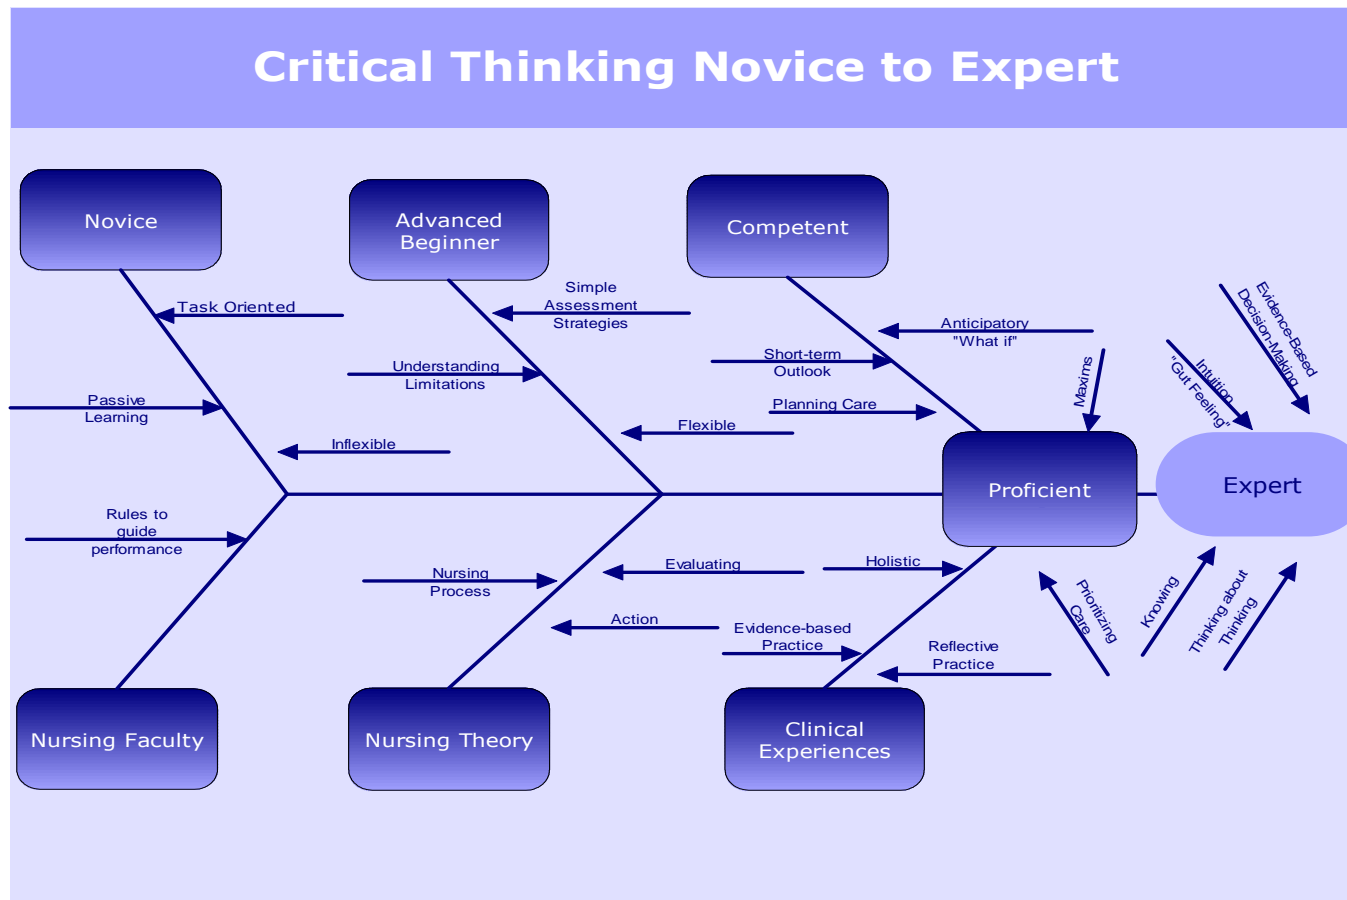 Critical Thinking Novice to Expert
Novice
Advanced
Beginner
Competent
Task Oriented
Passive
Learning
Inflexible
Simple
Assessment
Strategies
Understanding
Limitations
Flexible
Anticipatory
"What if"
Short-term
Outlook
Planning Care
Maxims
Intuition
"Gut Feeling"
Evidence-Based
Decision-Making
Proficient
Expert
Rules to
guide
performance
Nursing
Process
Evaluating
Action
Holistic
Evidence-based
Practice
Reflective
Practice
Prioritizing
Care
Knowing
Thinking about
Thinking
Nursing Faculty
Nursing Theory
Clinical
Experiences